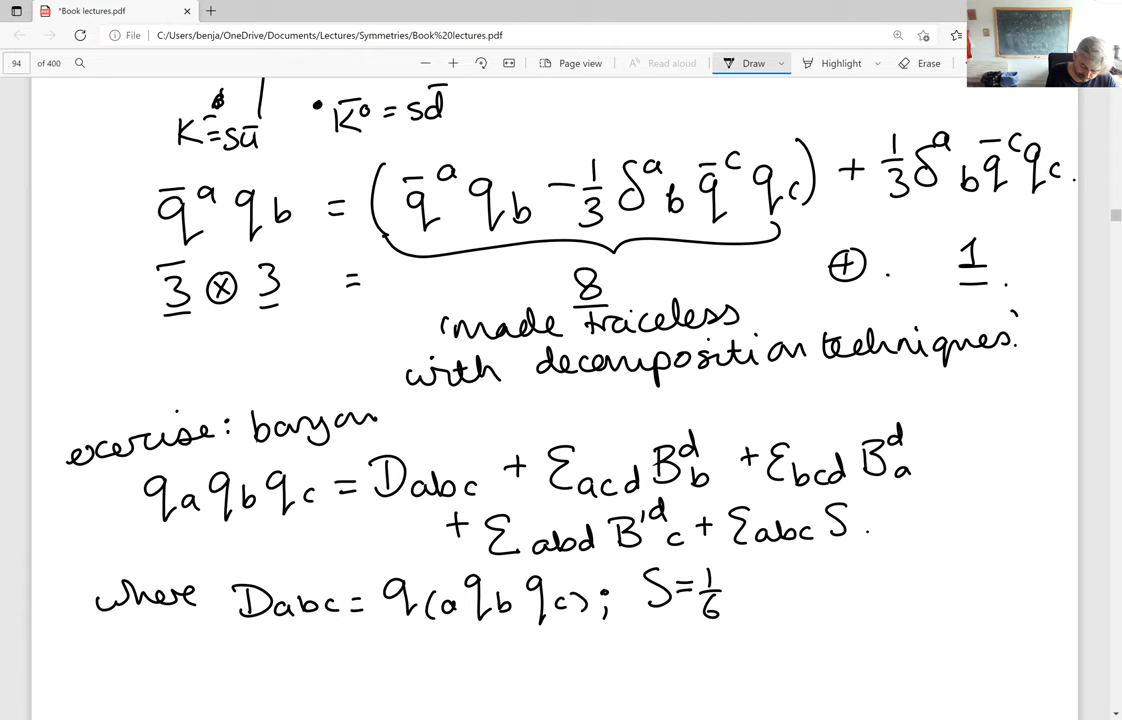 *Book lectures.pdf
File C:/Users/benja/OneDrive/Documents/Lectures/Symmetries/Book%20lectures.pdf
94 of 400 Page view Read aloud Draw Highlight Erase
K⁻=sū • K̄⁰ = sd̄
q̄ᵃ q_b = (q̄ᵃ q_b − 1/3 δᵃ_b q̄ᶜ q_c) + 1/3 δᵃ_b q̄ᶜ q_c.
3̄ ⊗ 3 = 8 ⊕ . 1 .
'made traceless
with decomposition techniques.'
exercise: baryon
q_a q_b q_c = D_abc + ε_acd B^d_b + ε_bcd B^d_a
+ ε_abd B'^d_c + ε_abc S .
where D_abc = q_(a q_b q_c) ; S = 1/6